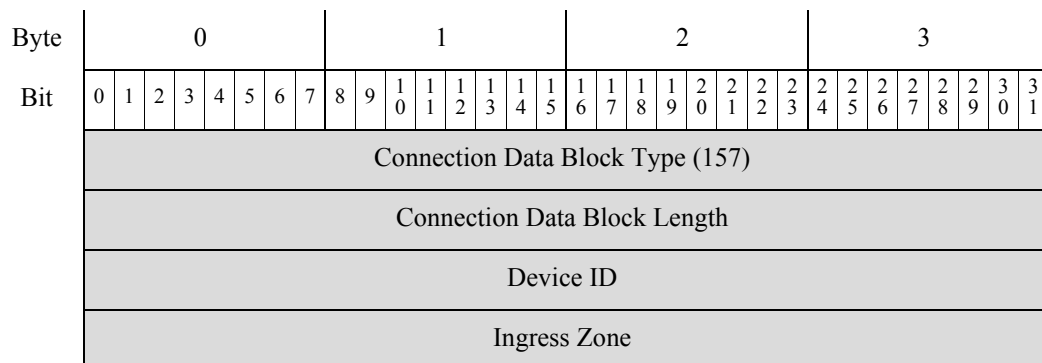 Byte 0 1 2 3
Bit 0 1 2 3 4 5 6 7 8 9 10 11 12 13 14 15 16 17 18 19 20 21 22 23 24 25 26 27 28 29 30 31
Connection Data Block Type (157)
Connection Data Block Length
Device ID
Ingress Zone